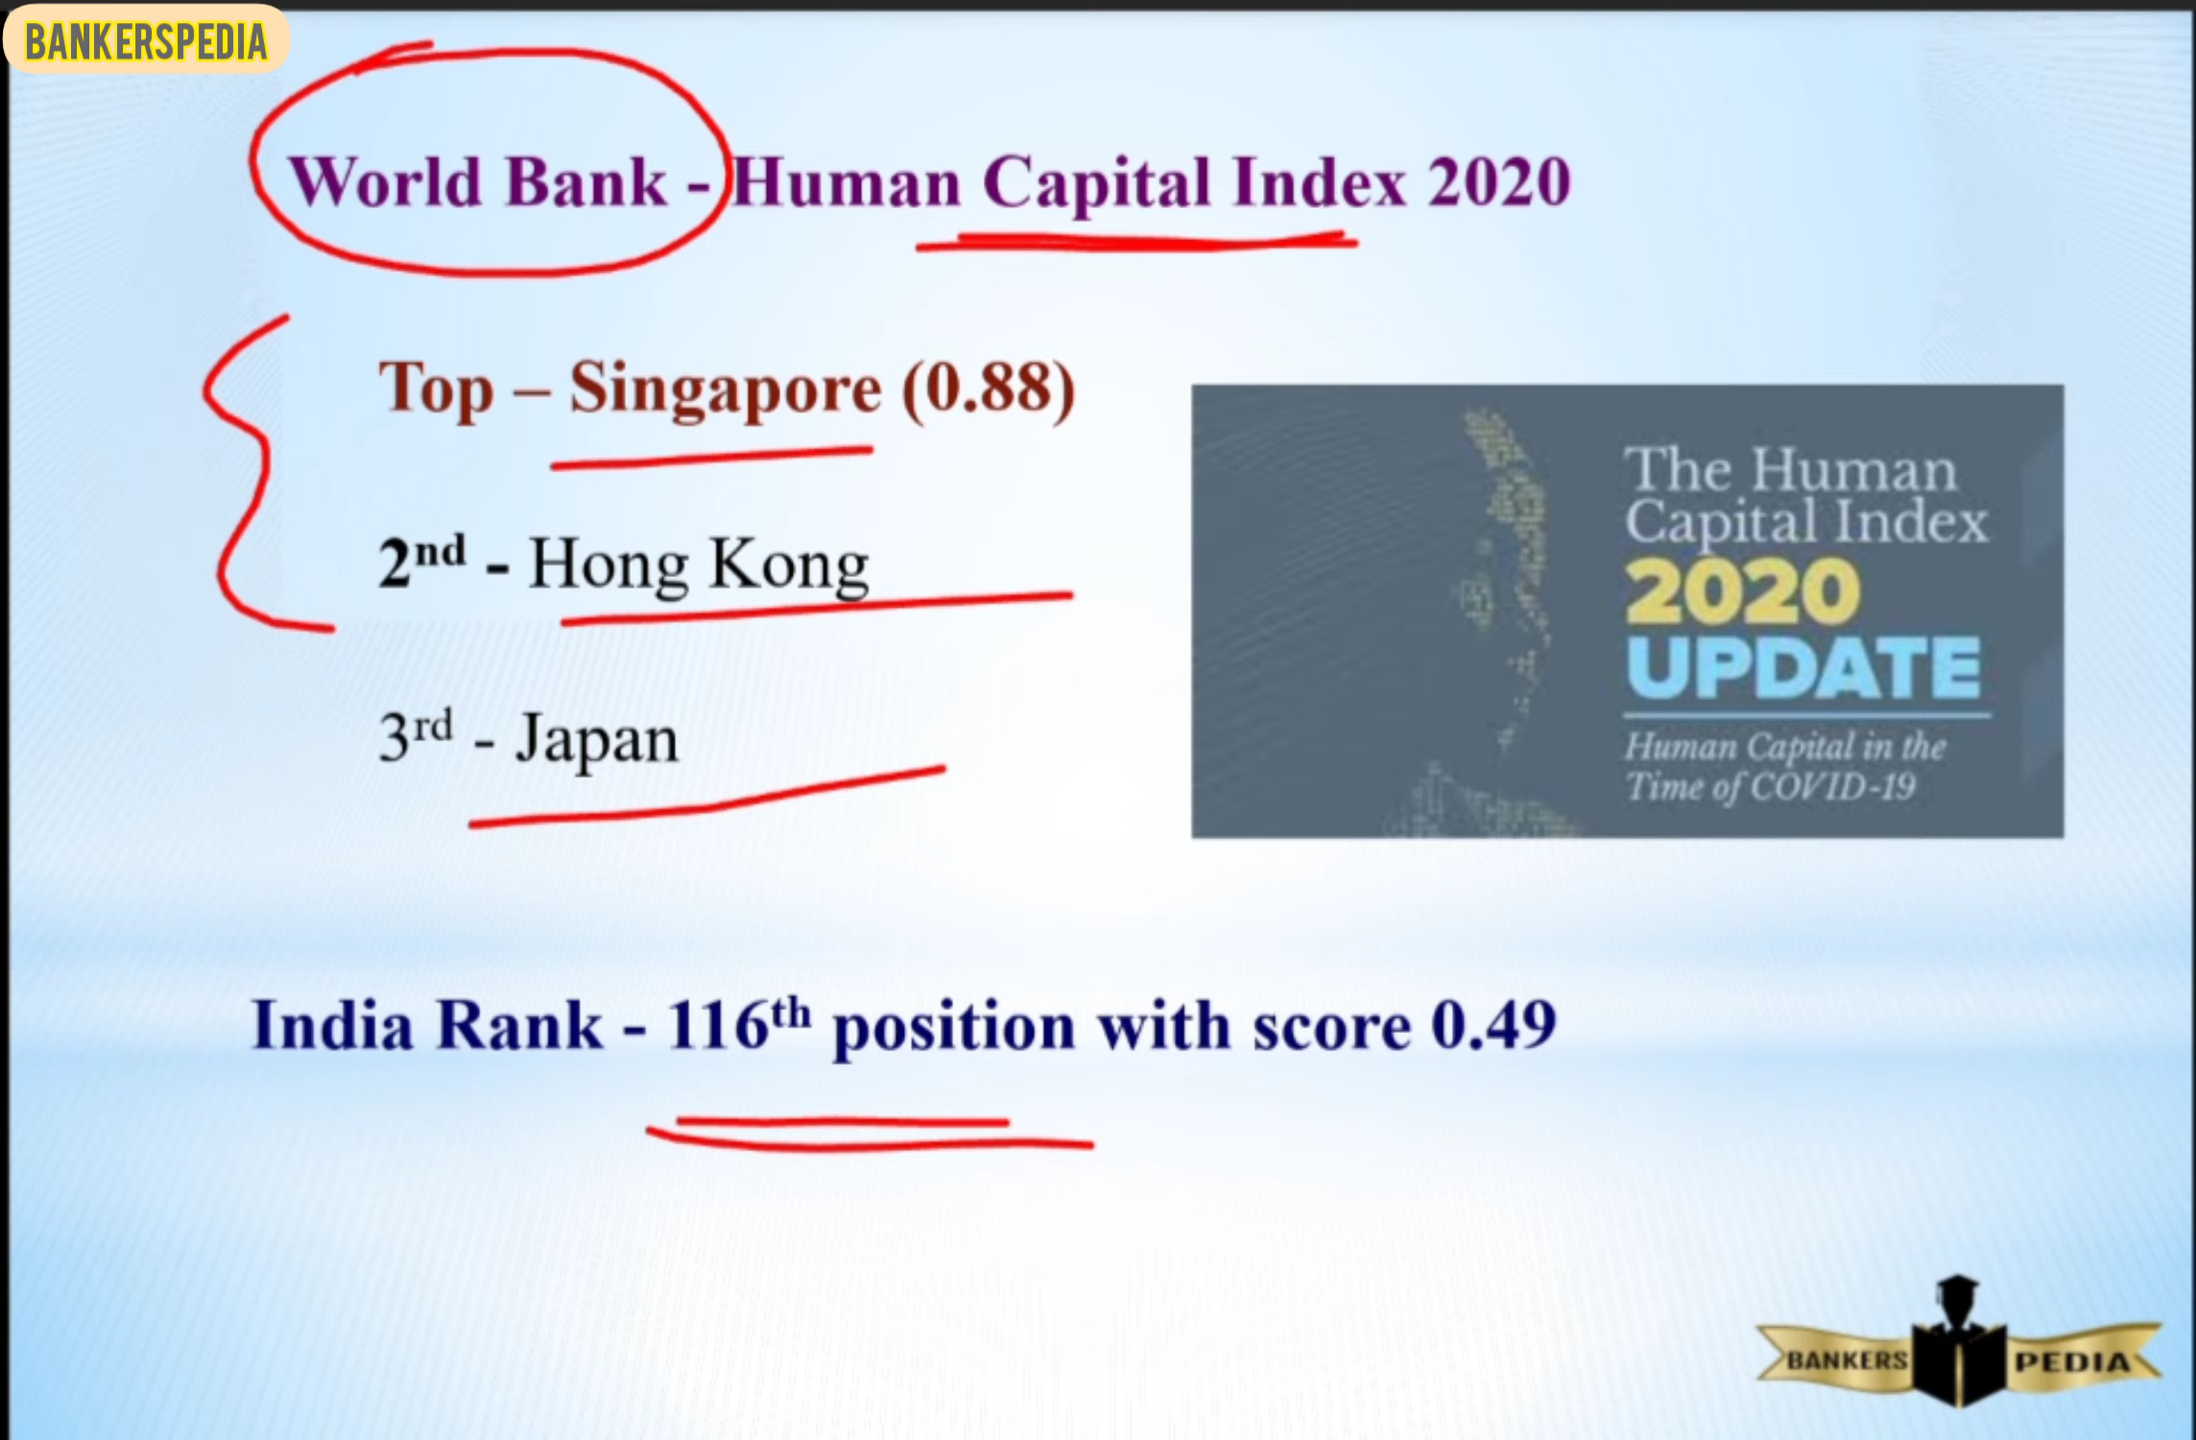 BANKERSPEDIA
World Bank - Human Capital Index 2020
Top – Singapore (0.88)
2nd - Hong Kong
3rd - Japan
The Human
Capital Index
2020
UPDATE
Human Capital in the
Time of COVID-19
India Rank - 116th position with score 0.49
BANKERS PEDIA